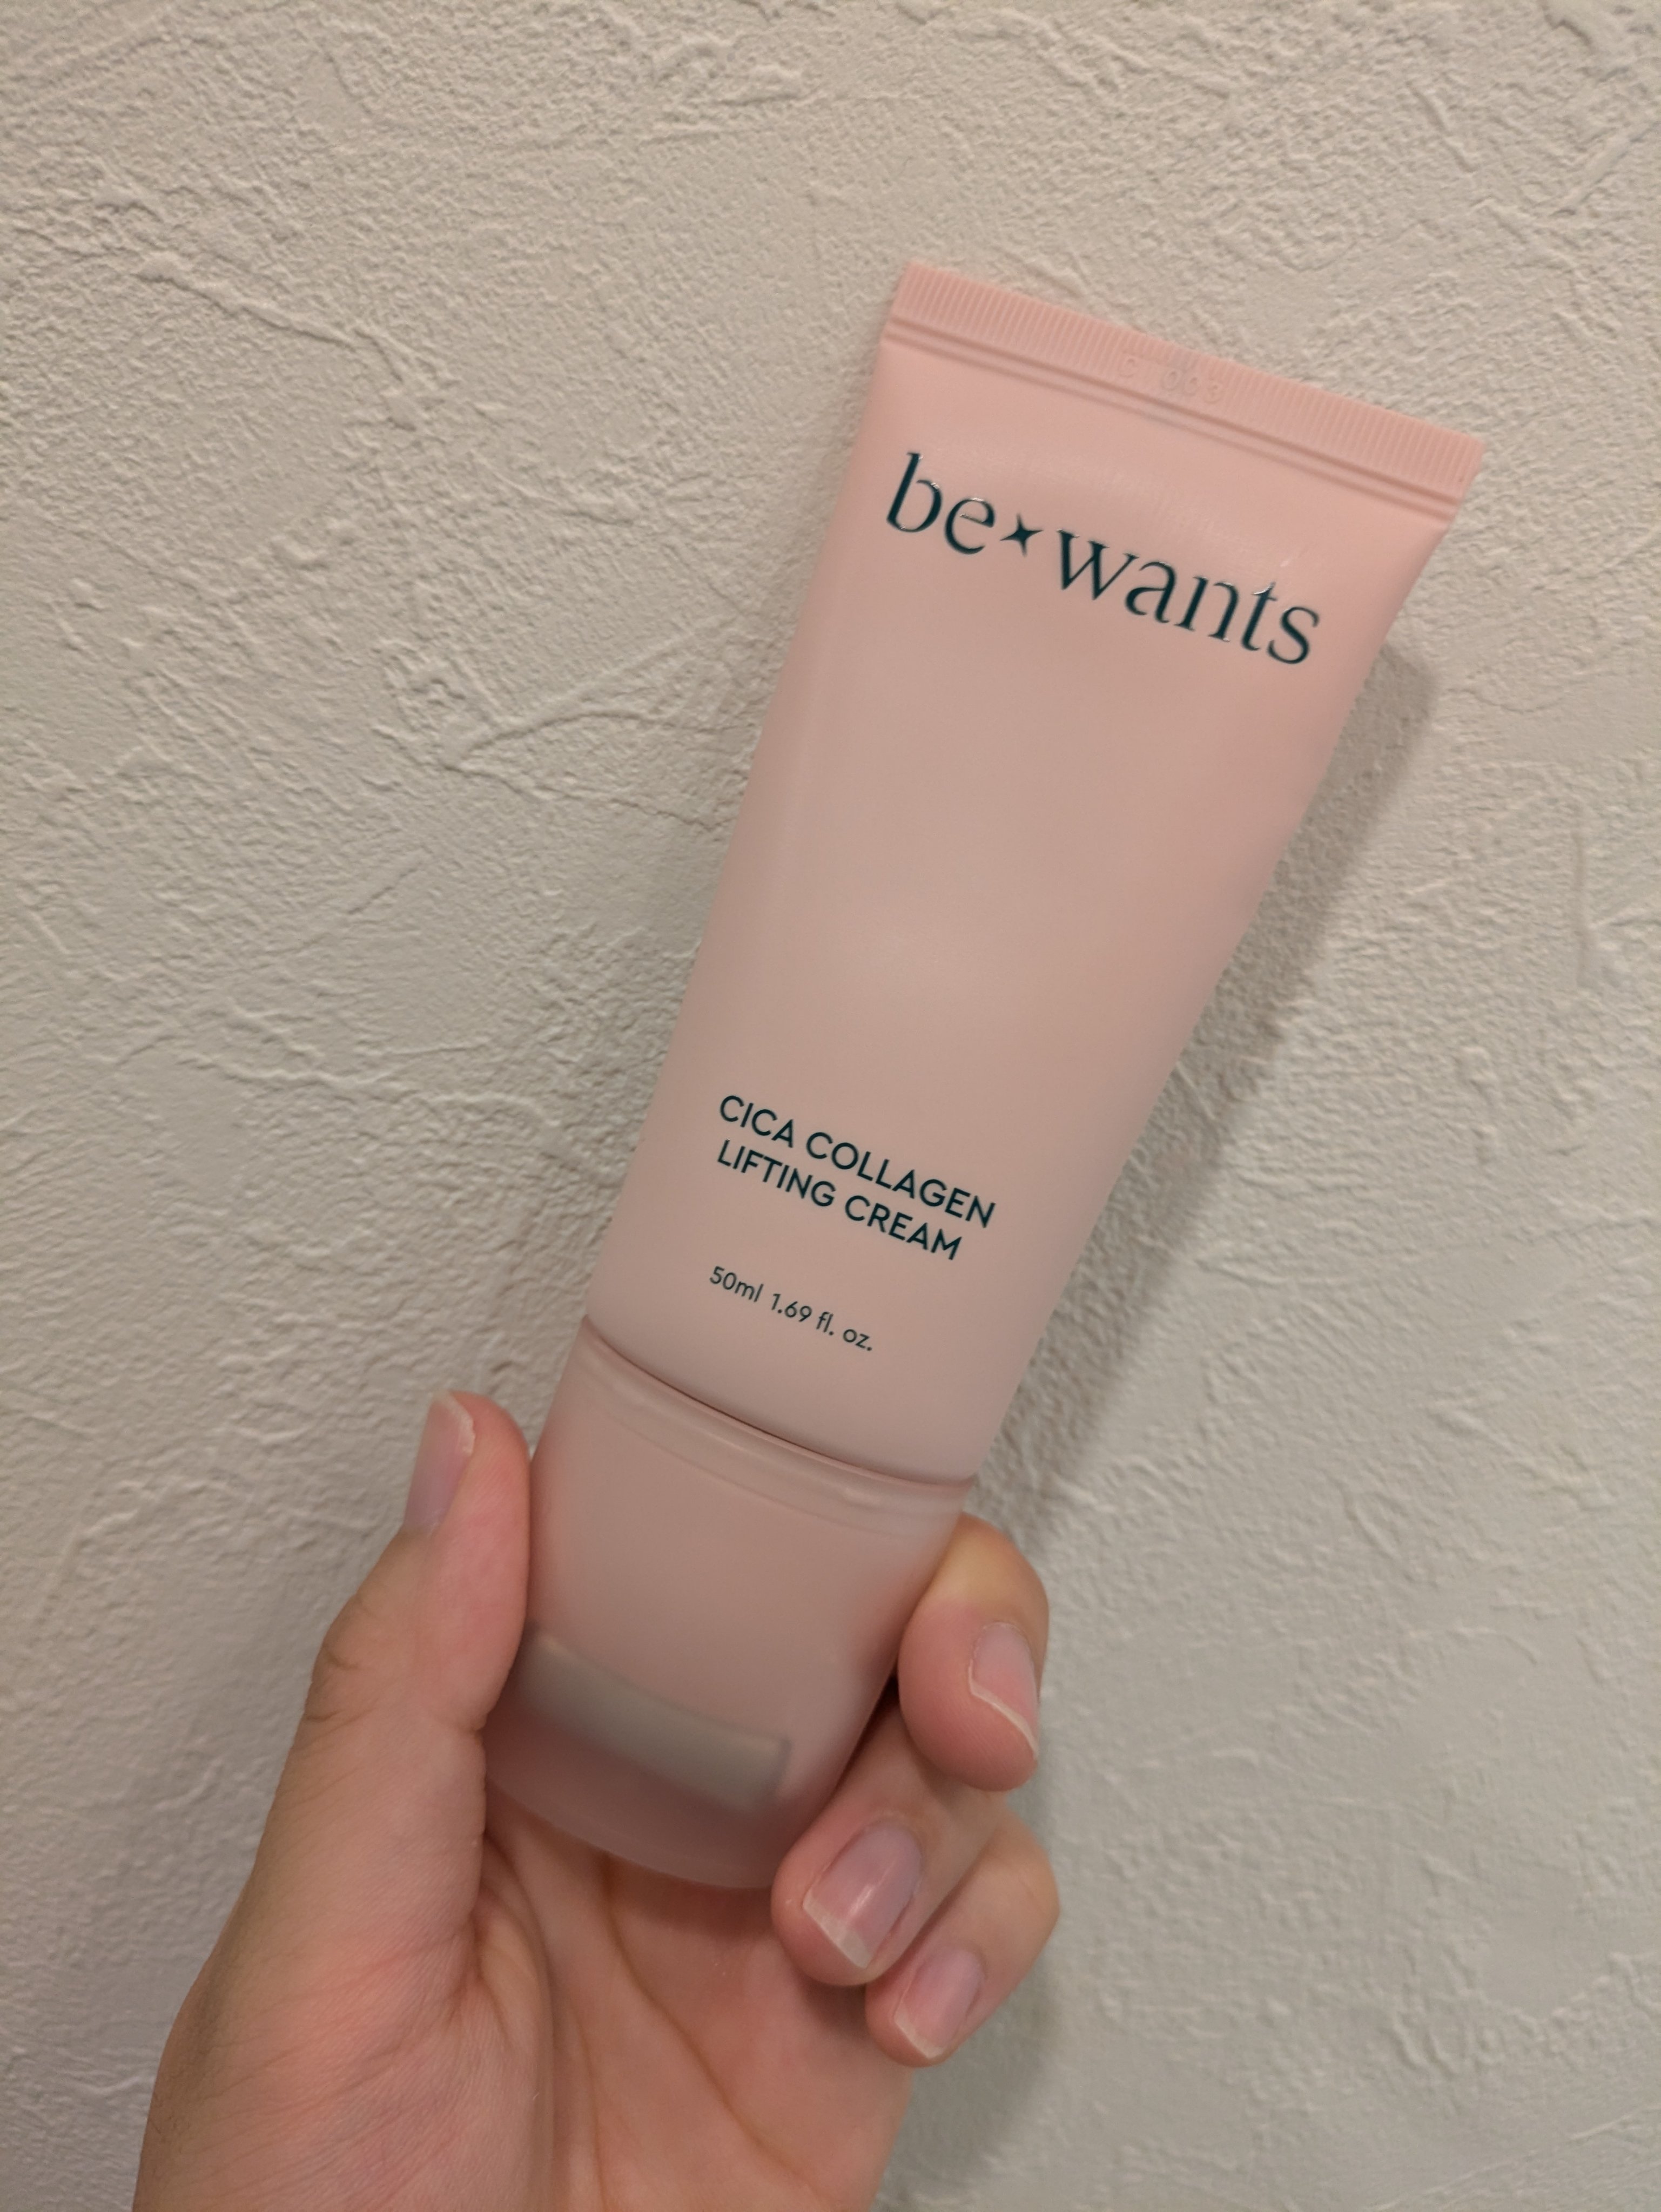 be wants
CICA COLLAGEN
LIFTING CREAM
50ml 1.69 fl. oz.